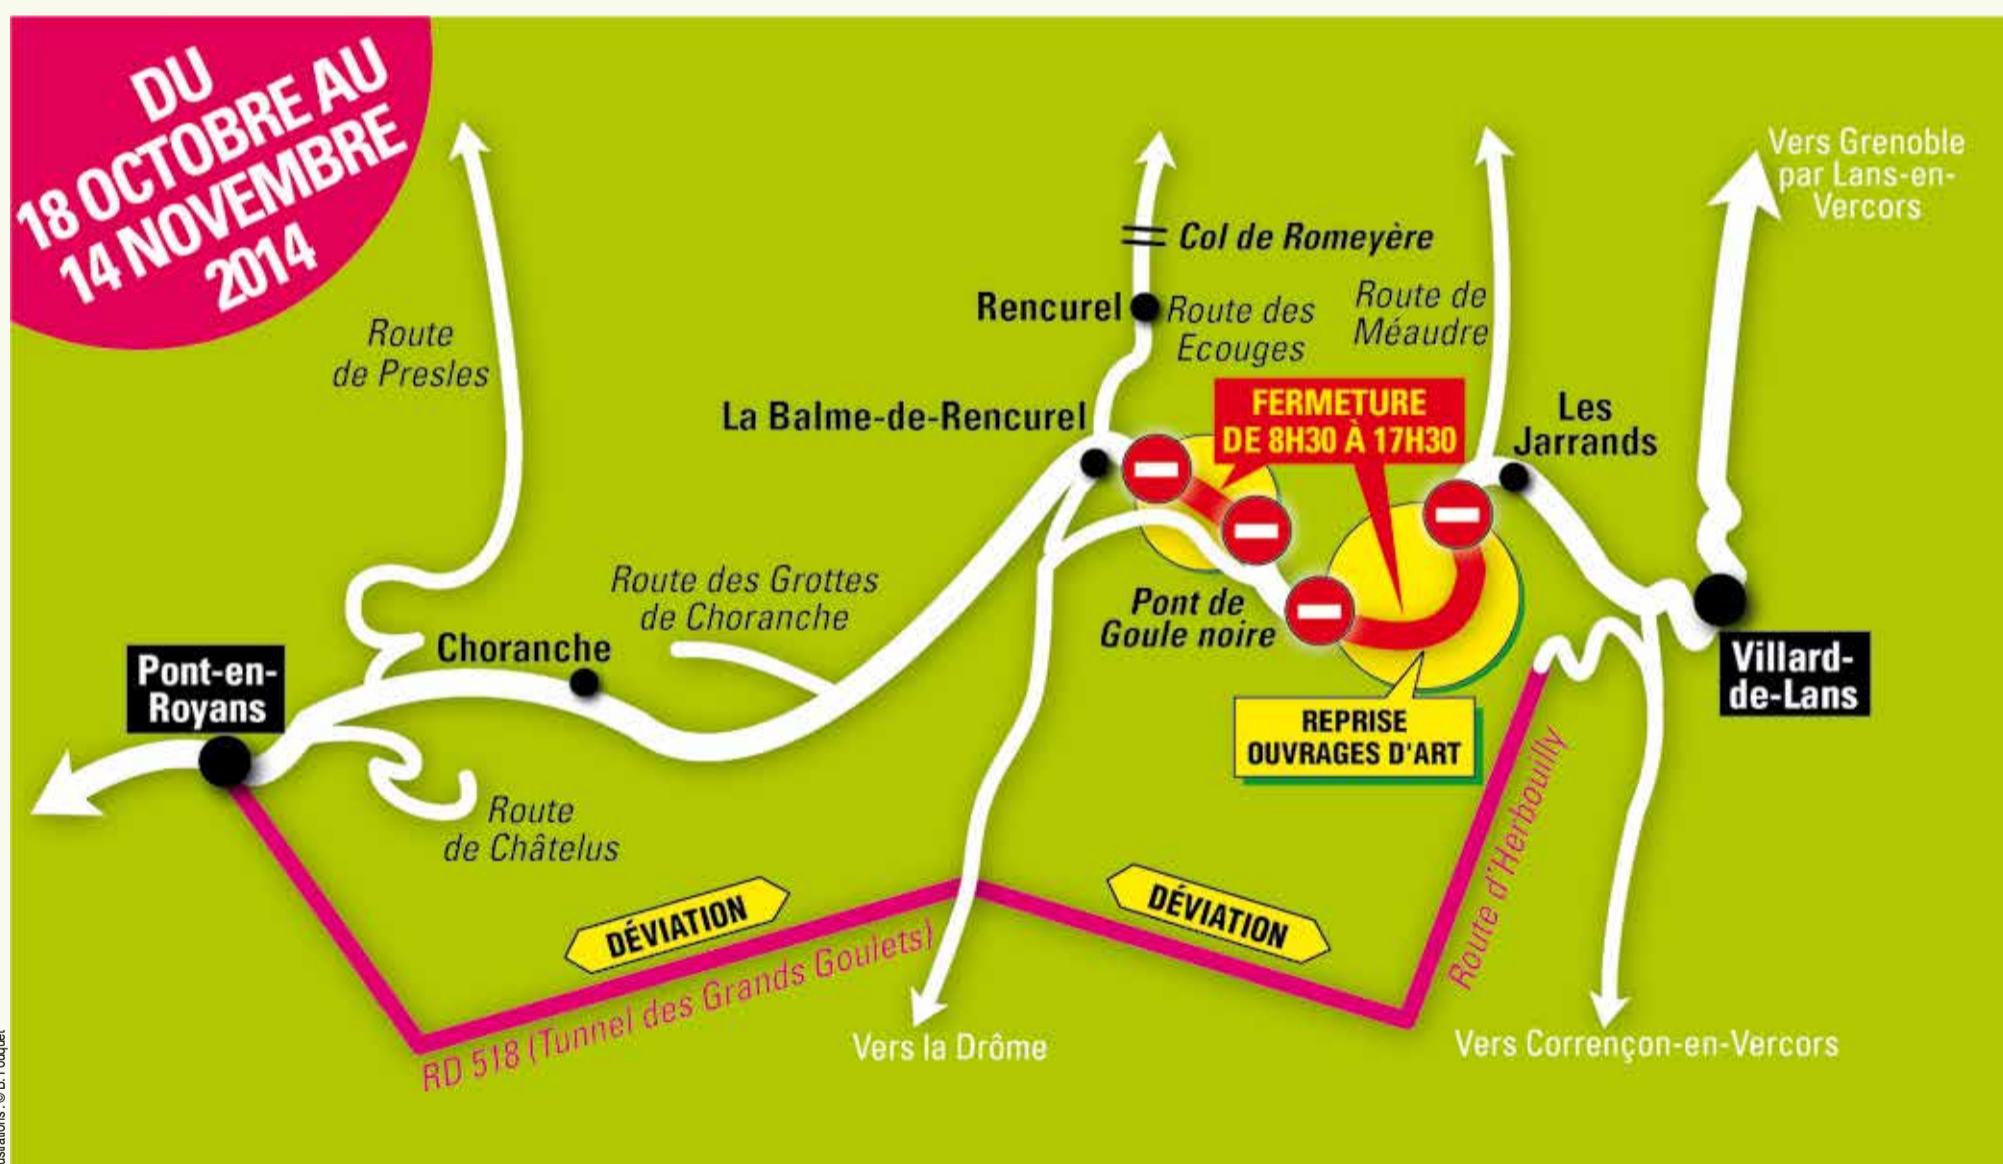 DU
18 OCTOBRE AU
14 NOVEMBRE
2014
Vers Grenoble
par Lans-en-
Vercors
Col de Romeyère
Rencurel
Route des
Ecouges
Route de
Méaudre
Route
de Presles
La Balme-de-Rencurel
FERMETURE
DE 8H30 À 17H30
Les
Jarrands
Route des Grottes
de Choranche
Choranche
Pont de
Goule noire
Pont-en-
Royans
Villard-
de-Lans
REPRISE
OUVRAGES D'ART
Route
de Châtelus
DÉVIATION
DÉVIATION
Route d'Herbouilly
RD 518 (Tunnel des Grands Goulets)
Vers la Drôme
Vers Corrençon-en-Vercors